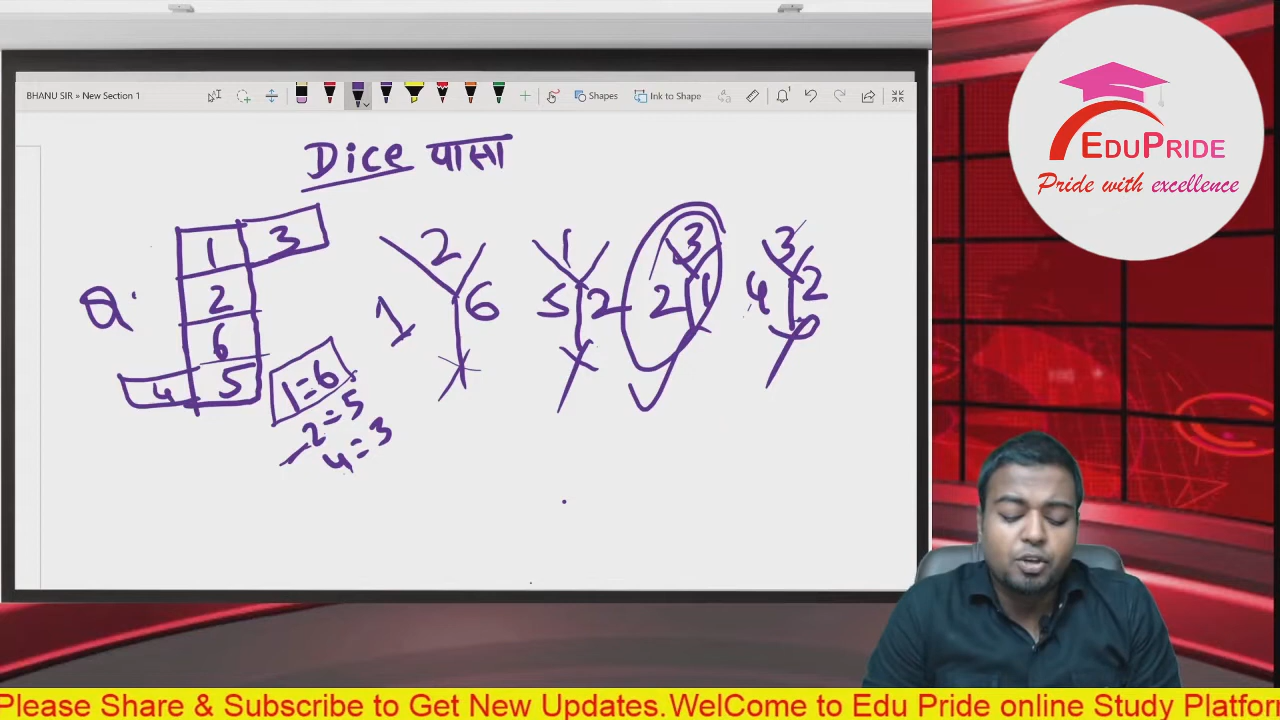 BHANU SIR » New Section 1
Shapes
Ink to Shape
EDUPRIDE
Pride with excellence
Dice पासा
Q.
1 3
2
6
4 5
1=6
2=5
4=3
2
1 6
1
5 2
3
2 1
3
4 2
Please Share & Subscribe to Get New Updates.WelCome to Edu Pride online Study Platfor